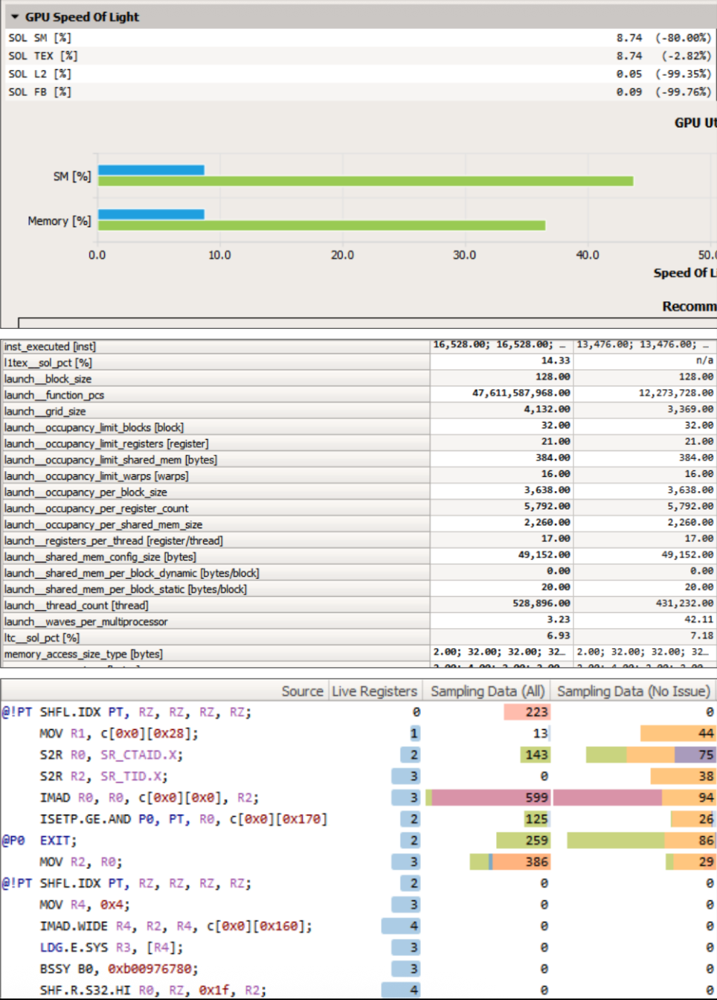 GPU Speed Of Light
SOL SM [%] 8.74 (-80.00%)
SOL TEX [%] 8.74 (-2.82%)
SOL L2 [%] 0.05 (-99.35%)
SOL FB [%] 0.09 (-99.76%)
GPU Ut
SM [%]
Memory [%]
0.0 10.0 20.0 30.0 40.0 50.0
Speed Of L
Recomm
inst_executed [inst] 16,528.00; 16,528.00; … 13,476.00; 13,476.00; …
l1tex__sol_pct [%] 14.33 n/a
launch__block_size 128.00 128.00
launch__function_pcs 47,611,587,968.00 12,273,728.00
launch__grid_size 4,132.00 3,369.00
launch__occupancy_limit_blocks [block] 32.00 32.00
launch__occupancy_limit_registers [register] 21.00 21.00
launch__occupancy_limit_shared_mem [bytes] 384.00 384.00
launch__occupancy_limit_warps [warps] 16.00 16.00
launch__occupancy_per_block_size 3,638.00 3,638.00
launch__occupancy_per_register_count 5,792.00 5,792.00
launch__occupancy_per_shared_mem_size 2,260.00 2,260.00
launch__registers_per_thread [register/thread] 17.00 17.00
launch__shared_mem_config_size [bytes] 49,152.00 49,152.00
launch__shared_mem_per_block_dynamic [bytes/block] 0.00 0.00
launch__shared_mem_per_block_static [bytes/block] 20.00 20.00
launch__thread_count [thread] 528,896.00 431,232.00
launch__waves_per_multiprocessor 3.23 42.11
ltc__sol_pct [%] 6.93 7.18
memory_access_size_type [bytes] 2.00; 32.00; 32.00; 32… 2.00; 32.00; 32.00; 32…
Source Live Registers Sampling Data (All) Sampling Data (No Issue)
@!PT SHFL.IDX PT, RZ, RZ, RZ, RZ; 0 223 0
MOV R1, c[0x0][0x28]; 1 13 44
S2R R0, SR_CTAID.X; 2 143 75
S2R R2, SR_TID.X; 3 0 38
IMAD R0, R0, c[0x0][0x0], R2; 3 599 94
ISETP.GE.AND P0, PT, R0, c[0x0][0x170] 2 125 26
@P0 EXIT; 2 259 86
MOV R2, R0; 3 386 29
@!PT SHFL.IDX PT, RZ, RZ, RZ, RZ; 2 0 0
MOV R4, 0x4; 3 0 0
IMAD.WIDE R4, R2, R4, c[0x0][0x160]; 4 0 0
LDG.E.SYS R3, [R4]; 3 0 0
BSSY B0, 0xb00976780; 3 0 0
SHF.R.S32.HI R0, RZ, 0x1f, R2; 4 0 0